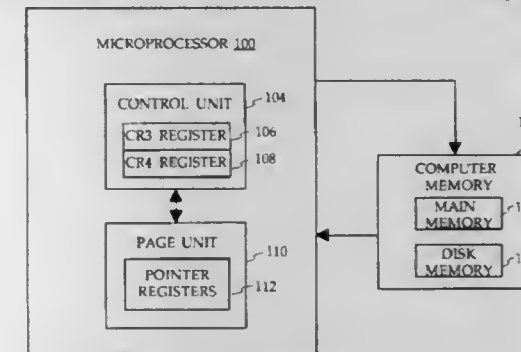 MICROPROCESSOR 100
CONTROL UNIT
104
CR3 REGISTER
106
CR4 REGISTER
108
PAGE UNIT
110
POINTER
REGISTERS
112
COMPUTER
MEMORY
MAIN
MEMORY
DISK
MEMORY